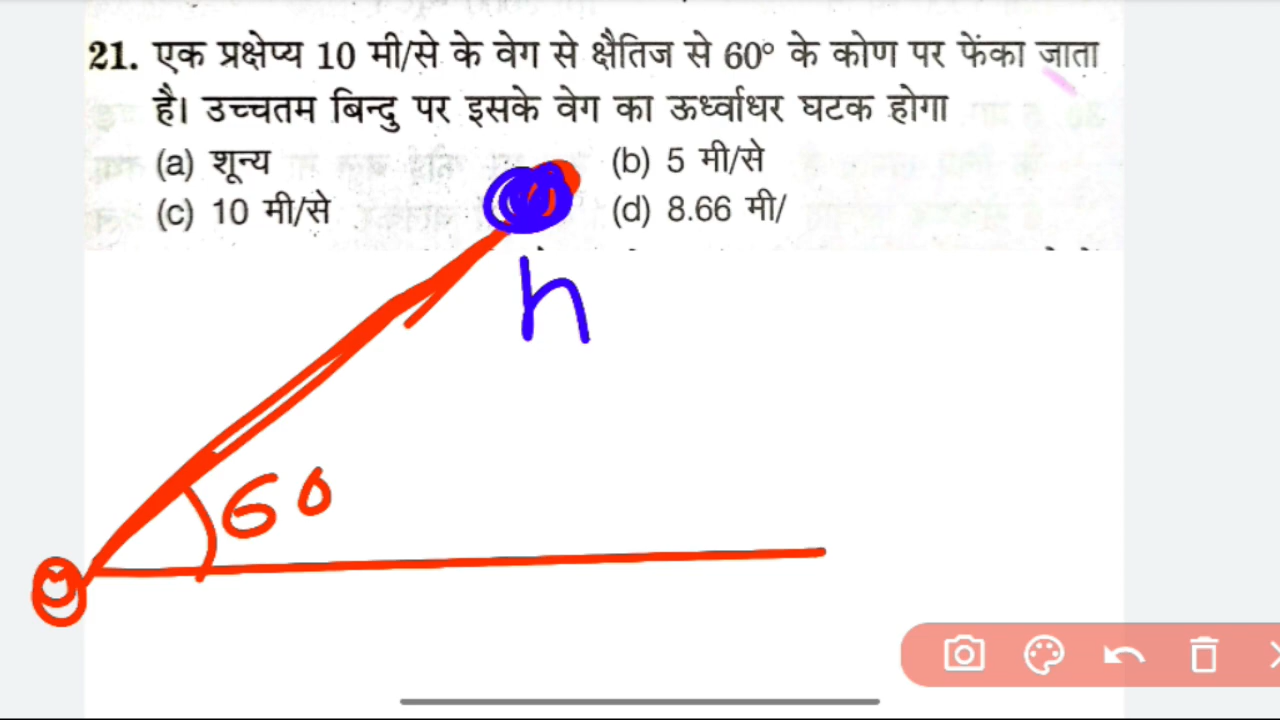 21. एक प्रक्षेप्य 10 मी/से के वेग से क्षैतिज से 60° के कोण पर फेंका जाता
है। उच्चतम बिन्दु पर इसके वेग का ऊर्ध्वाधर घटक होगा
(a) शून्य (b) 5 मी/से
(c) 10 मी/से (d) 8.66 मी/
h
60